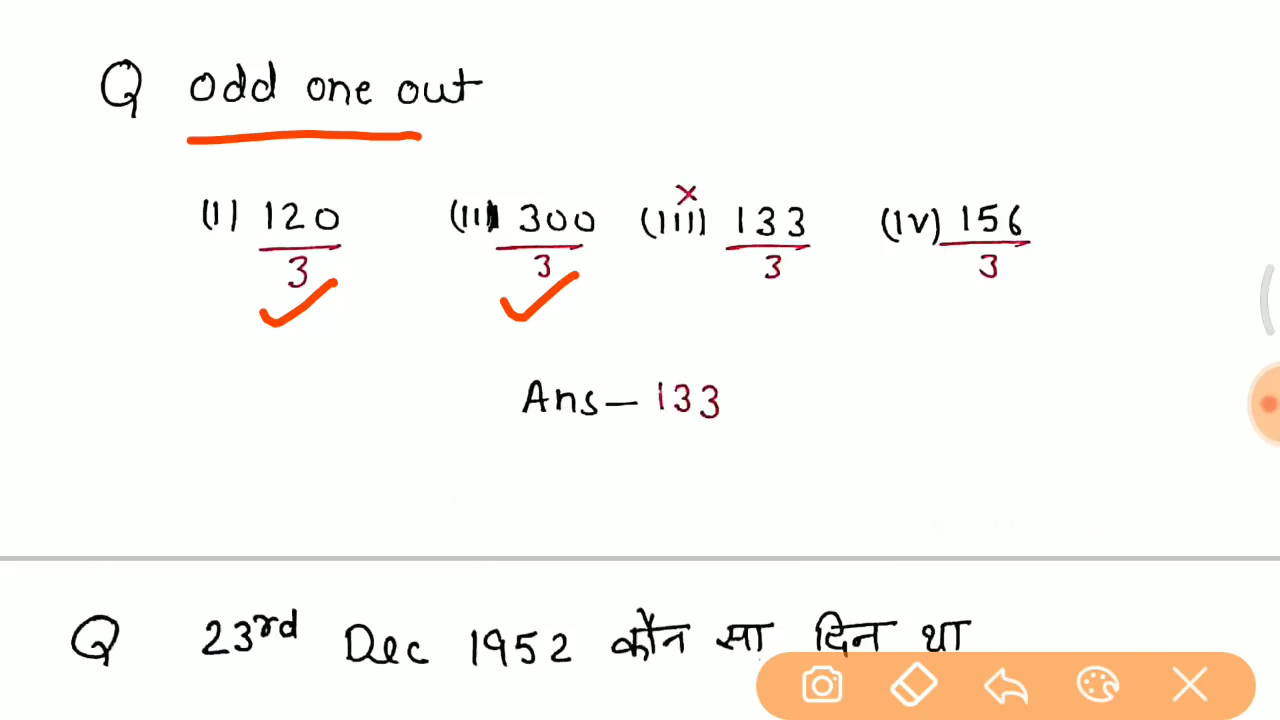 Q odd one out
(I) 120/3 (II) 300/3 (III) 133/3 (IV) 156/3
×
Ans – 133
Q 23rd Dec 1952 कौन सा दिन था